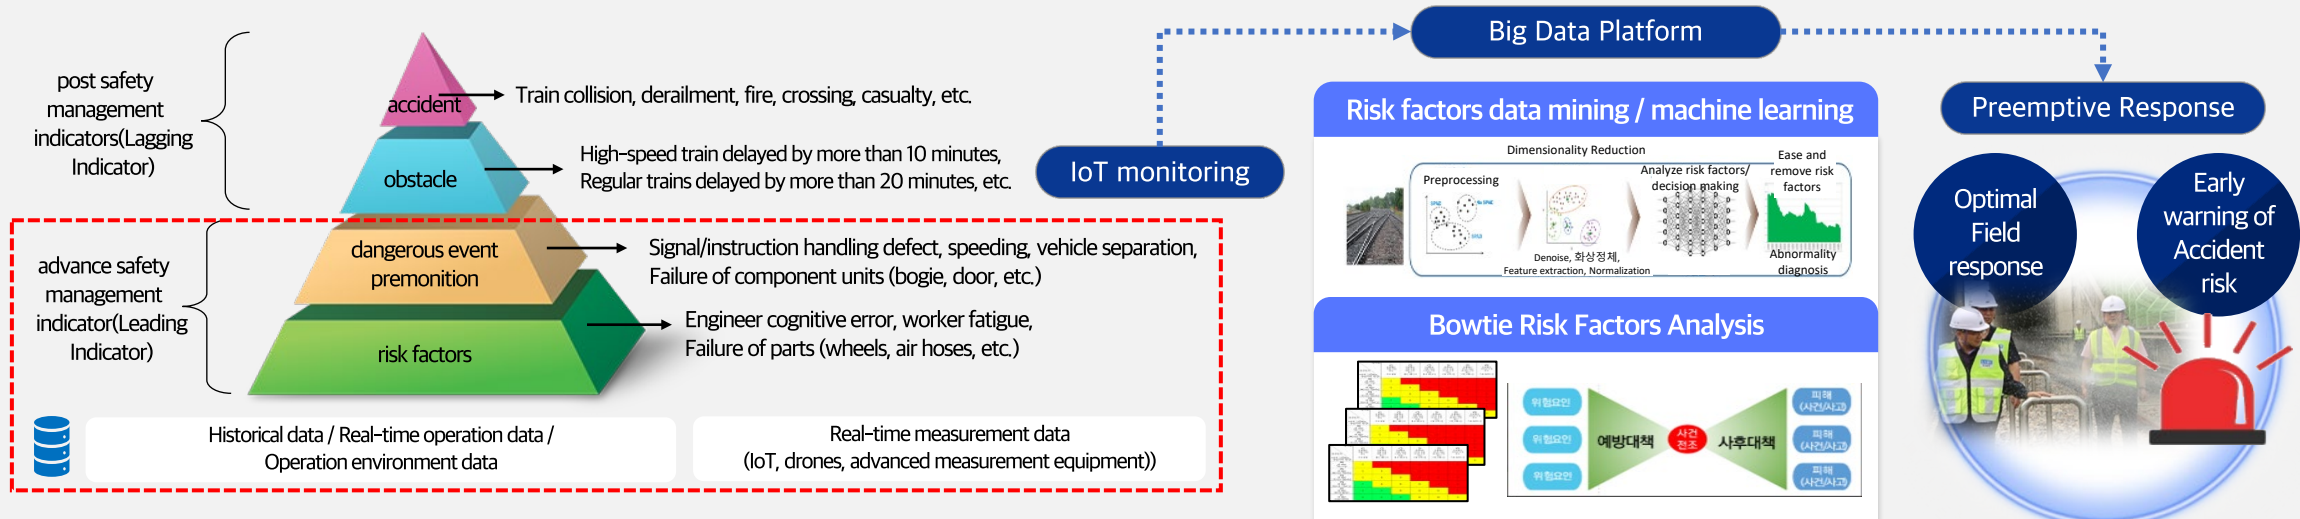 post safety
management
indicators(Lagging
Indicator)
accident
Train collision, derailment, fire, crossing, casualty, etc.
obstacle
High-speed train delayed by more than 10 minutes,
Regular trains delayed by more than 20 minutes, etc.
advance safety
management
indicator(Leading
Indicator)
dangerous event
premonition
Signal/instruction handling defect, speeding, vehicle separation,
Failure of component units (bogie, door, etc.)
risk factors
Engineer cognitive error, worker fatigue,
Failure of parts (wheels, air hoses, etc.)
Historical data / Real-time operation data /
Operation environment data
Real-time measurement data
(IoT, drones, advanced measurement equipment))
IoT monitoring
Big Data Platform
Risk factors data mining / machine learning
Dimensionality Reduction
Preprocessing
Analyze risk factors/
decision making
Ease and
remove risk
factors
Denoise, 화상정체,
Feature extraction, Normalization
Abnormality
diagnosis
Bowtie Risk Factors Analysis
위험요인
위험요인
위험요인
예방대책
사건
전조
사후대책
피해
(사건/사고)
피해
(사건/사고)
피해
(사건/사고)
Preemptive Response
Optimal
Field
response
Early
warning of
Accident
risk